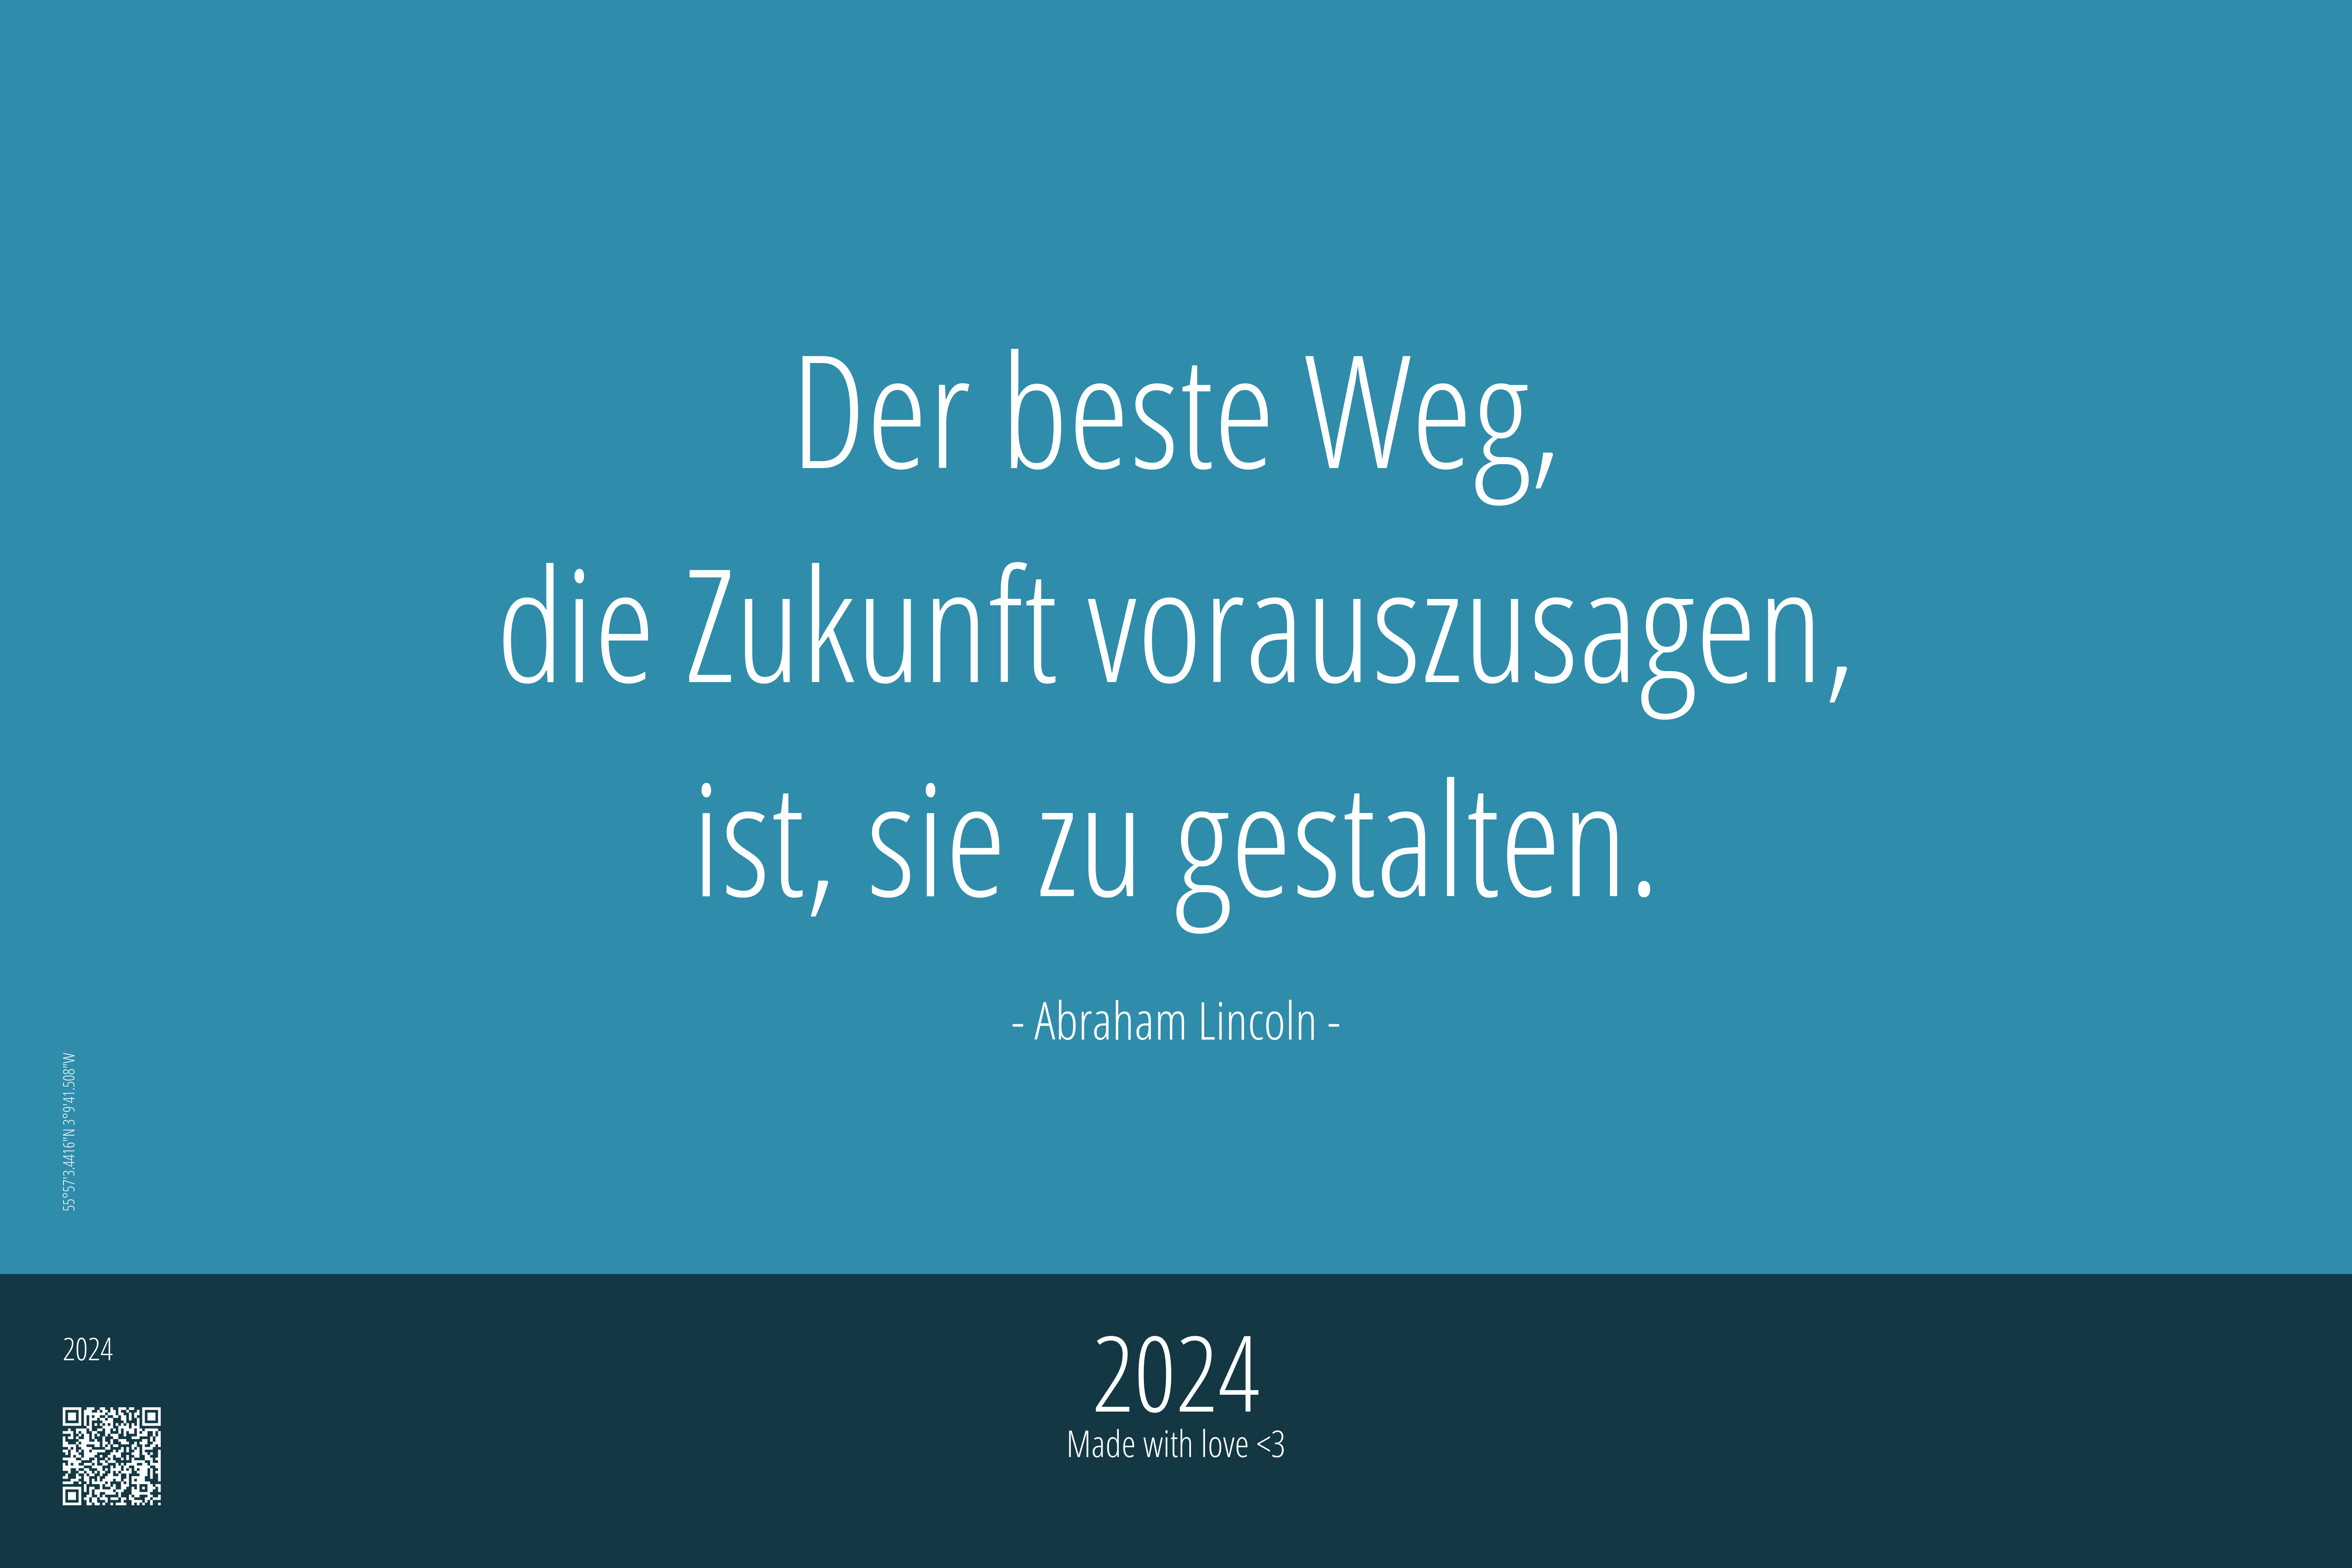 Der beste Weg,
die Zukunft vorauszusagen,
ist, sie zu gestalten.
- Abraham Lincoln -
55°57'3.4416"N 3°9'41.508"W
2024
2024
Made with love <3